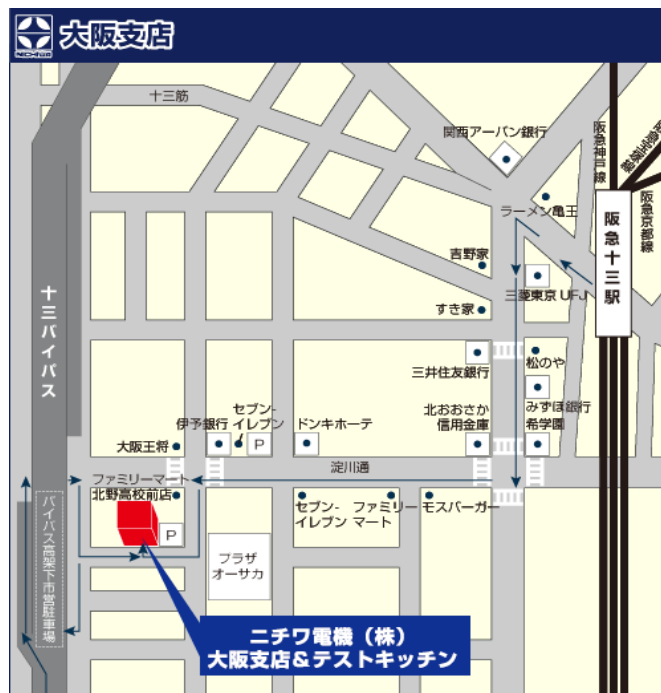 NICHIWA
大阪支店
十三筋
関西アーバン銀行
阪急神戸線
阪急宝塚線
阪急京都線
ラーメン亀王
阪急十三駅
吉野家
三菱東京UFJ
すき家
十三バイパス
三井住友銀行
松のや
みずほ銀行
希学園
北おおさか
信用金庫
セブン-
イレブン
伊予銀行
P
ドンキホーテ
大阪王将
淀川通
ファミリーマート
北野高校前店
セブン-
イレブン
ファミリー
マート
モスバーガー
P
バイパス高架下市営駐車場
プラザ
オーサカ
ニチワ電機(株)
大阪支店&テストキッチン